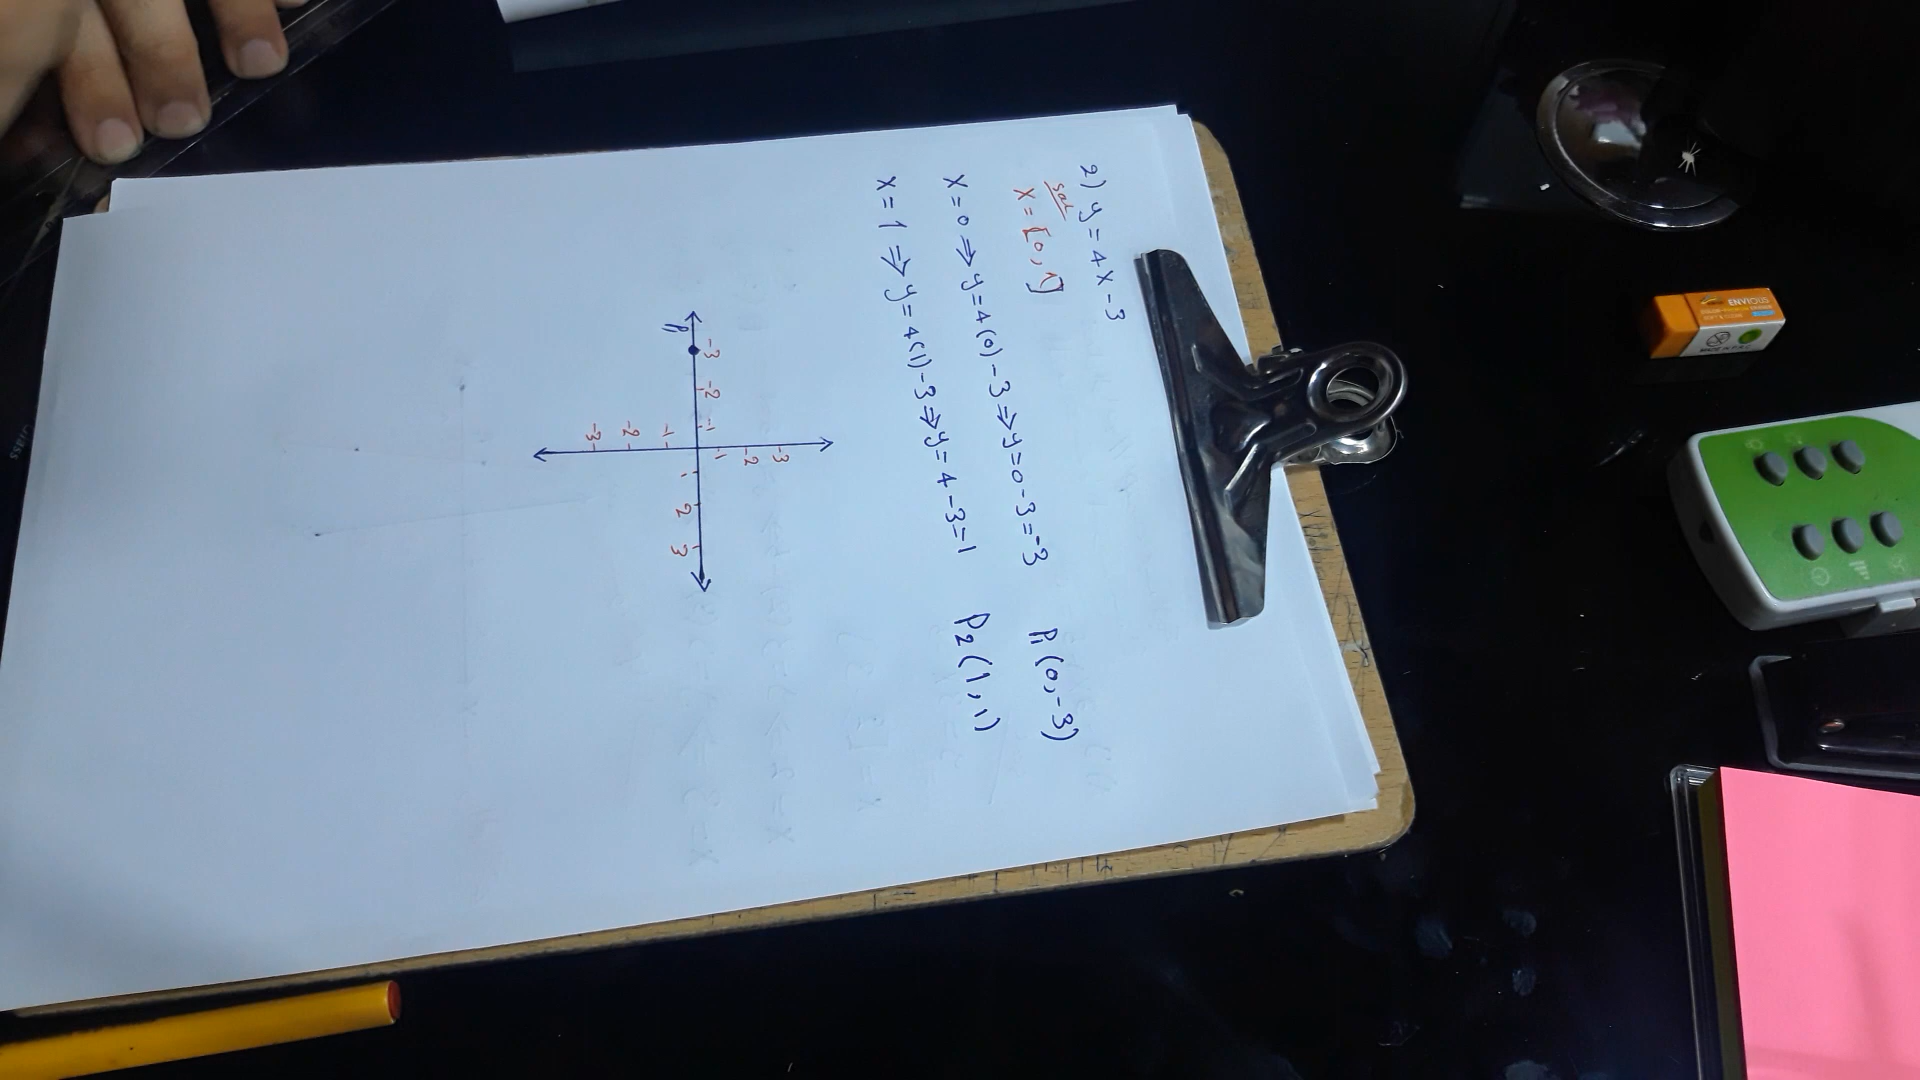 2) y = 4x - 3
sol
x = {0, 1}
x = 0 ⇒ y = 4(0) - 3 ⇒ y = 0 - 3 = -3 P1 (0, -3)
x = 1 ⇒ y = 4(1) - 3 ⇒ y = 4 - 3 = 1 P2 (1, 1)
-3
-2
-1
-3 -2 -1 1 2 3
P1
-1
-2
-3
ENVIOUS